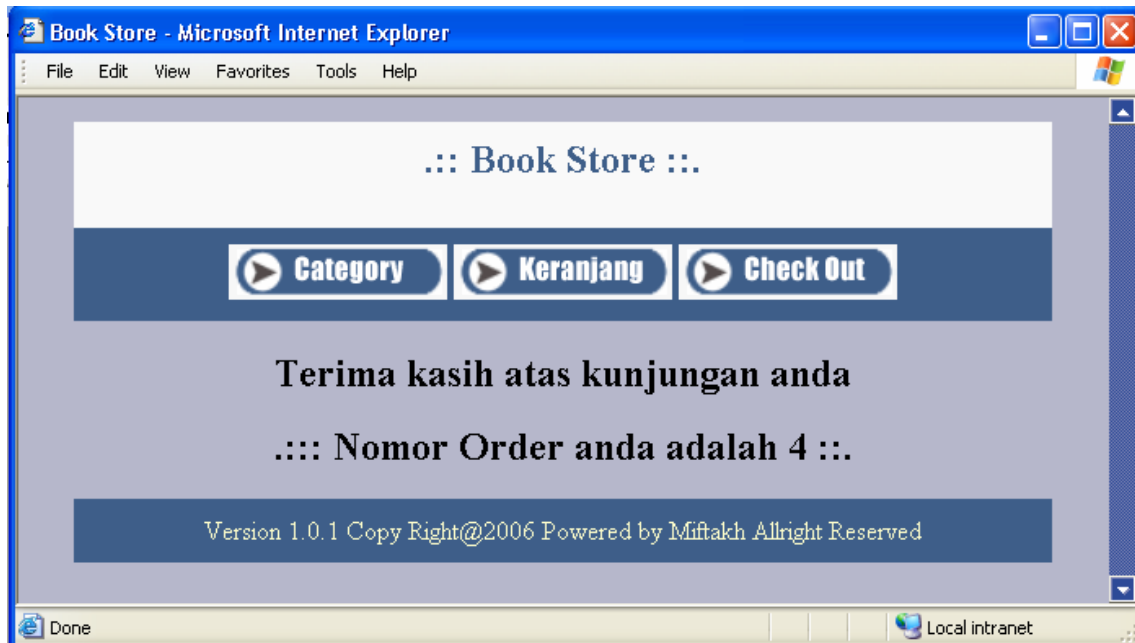 Book Store - Microsoft Internet Explorer
File Edit View Favorites Tools Help
.:: Book Store ::.
Category Keranjang Check Out
Terima kasih atas kunjungan anda
.::: Nomor Order anda adalah 4 ::.
Version 1.0.1 Copy Right@2006 Powered by Miftakh Allright Reserved
Done Local intranet